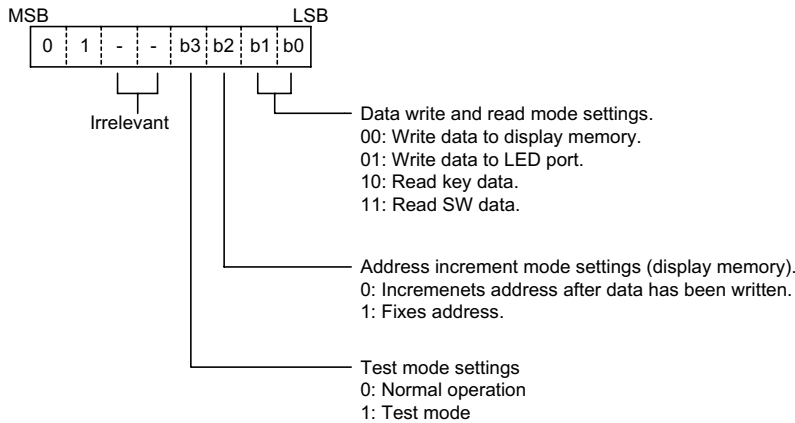 MSB LSB
0 1 - - b3 b2 b1 b0
Irrelevant
Data write and read mode settings.
00: Write data to display memory.
01: Write data to LED port.
10: Read key data.
11: Read SW data.
Address increment mode settings (display memory).
0: Incremenets address after data has been written.
1: Fixes address.
Test mode settings
0: Normal operation
1: Test mode